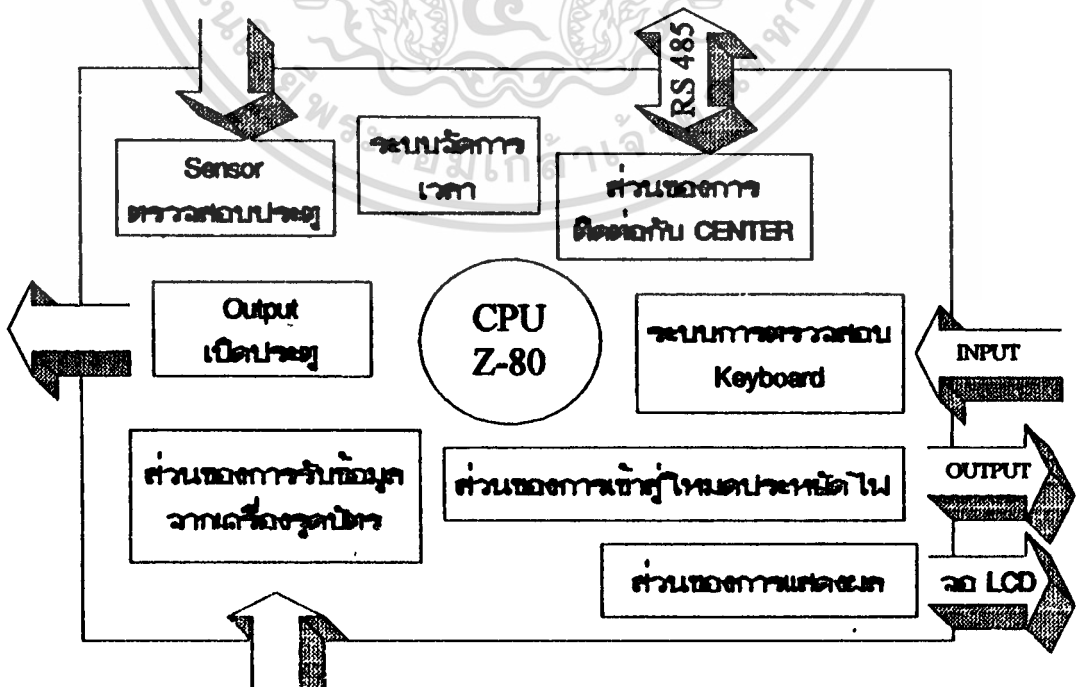 RS 485
Sensor
ตรวจสอบประตู
ระบบจัดการ
เวลา
ส่วนของการ
ติดต่อกับ CENTER
Output
เปิดประตู
CPU
Z-80
ระบบการตรวจสอบ
Keyboard
INPUT
ส่วนของการรับข้อมูล
จากเครื่องรูดบัตร
ส่วนของการเข้าสู่โหมดประหยัดไฟ
OUTPUT
ส่วนของการแสดงผล
จอ LCD